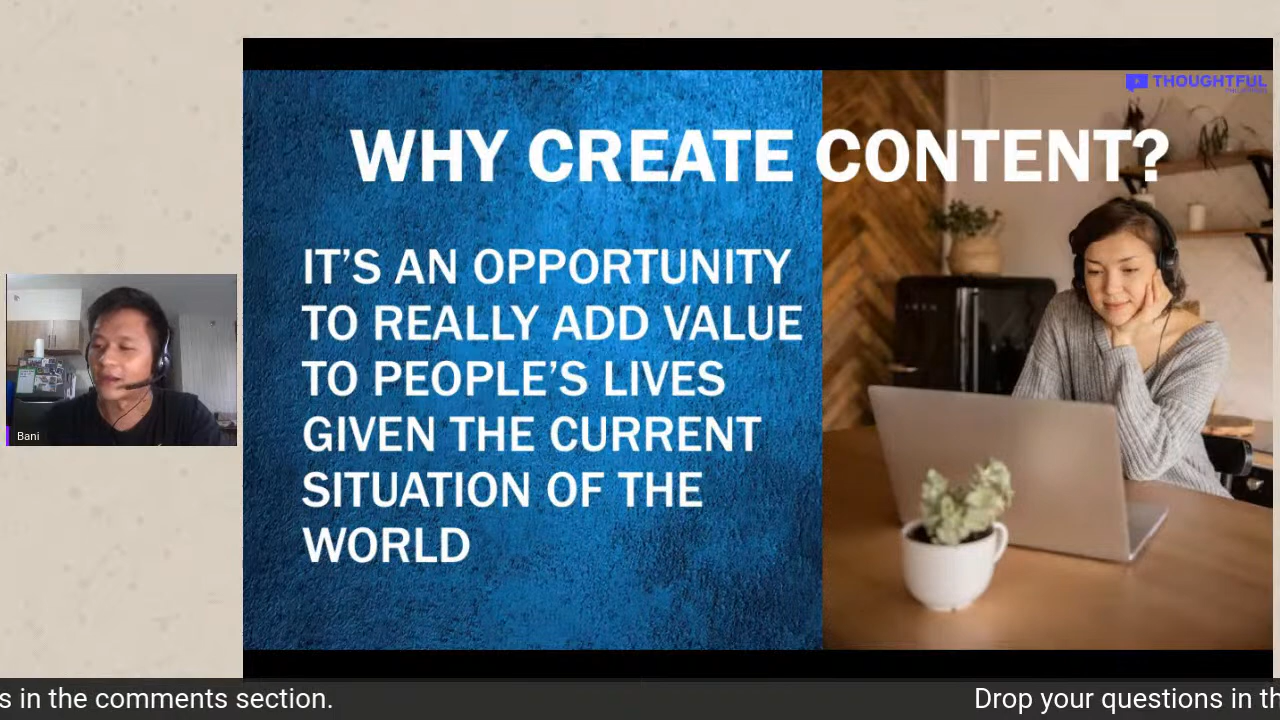 THOUGHTFUL
WHY CREATE CONTENT?
IT’S AN OPPORTUNITY
TO REALLY ADD VALUE
TO PEOPLE’S LIVES
GIVEN THE CURRENT
SITUATION OF THE
WORLD
Bani
s in the comments section.
Drop your questions in th